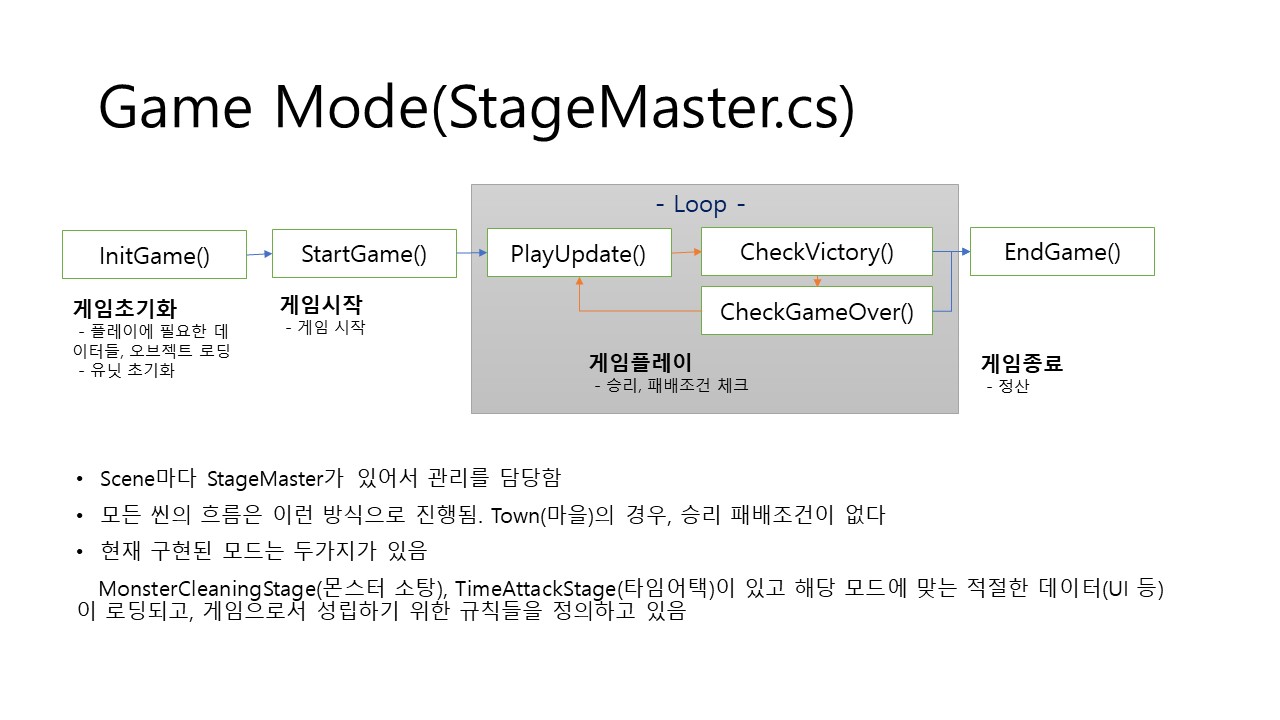 Game Mode(StageMaster.cs)
- Loop -
InitGame()
StartGame()
PlayUpdate()
CheckVictory()
EndGame()
CheckGameOver()
게임초기화
- 플레이에 필요한 데
이터들, 오브젝트 로딩
- 유닛 초기화
게임시작
- 게임 시작
게임플레이
- 승리, 패배조건 체크
게임종료
- 정산
• Scene마다 StageMaster가 있어서 관리를 담당함
• 모든 씬의 흐름은 이런 방식으로 진행됨. Town(마을)의 경우, 승리 패배조건이 없다
• 현재 구현된 모드는 두가지가 있음
MonsterCleaningStage(몬스터 소탕), TimeAttackStage(타임어택)이 있고 해당 모드에 맞는 적절한 데이터(UI 등)
이 로딩되고, 게임으로서 성립하기 위한 규칙들을 정의하고 있음